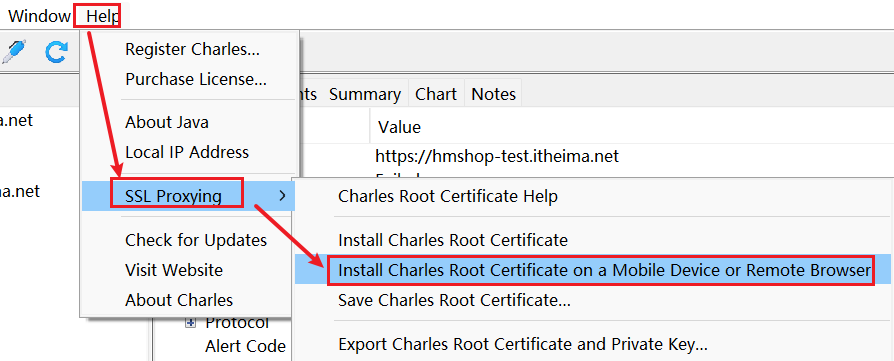 Window Help
Register Charles...
Purchase License...
About Java
Local IP Address
SSL Proxying
Check for Updates
Visit Website
About Charles
a.net
na.net
nts Summary Chart Notes
Value
https://hmshop-test.itheima.net
Charles Root Certificate Help
Install Charles Root Certificate
Install Charles Root Certificate on a Mobile Device or Remote Browser
Save Charles Root Certificate...
Export Charles Root Certificate and Private Key...
Protocol
Alert Code